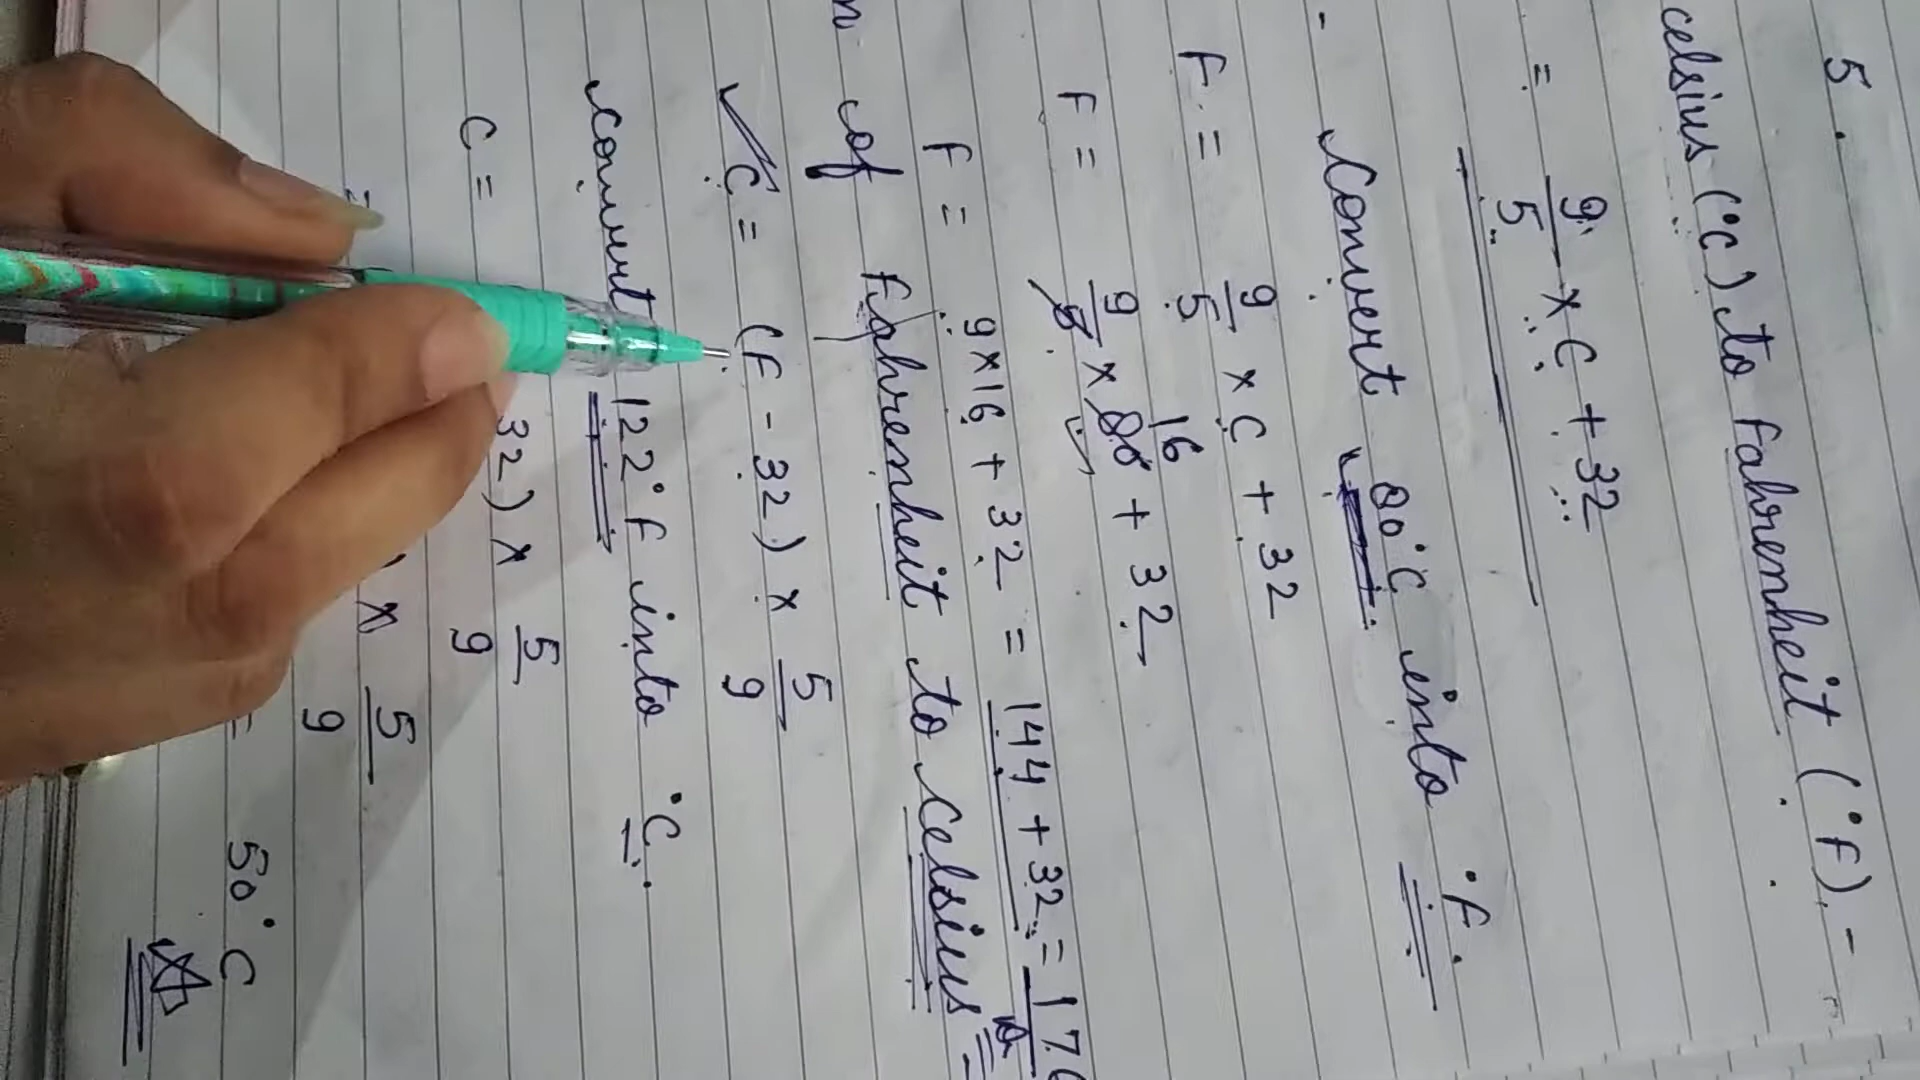 5.
celsius (°C) to Fahrenheit (°F).-
= 9/5 × C + 32
- Convert 80°C into °F.
F = 9/5 × C + 32
F = 9/5 × 80 + 32
16
F = 9×16 + 32 = 144 + 32 = 176
n of Fahrenheit to Celsius
✓C = (F - 32) × 5/9
convert 122°F into °C.
C = 32) × 5/9
= ) × 5/9
= 50°C